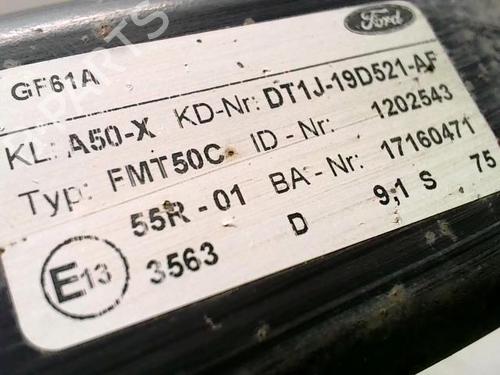 Ford
GF61A
KL: A50-X KD-Nr: DT1J-19D521-AF
Typ: FMT50C ID - Nr: 1202543
55R - 01 BA - Nr: 17160471
E13 3563 D 9,1 S 75